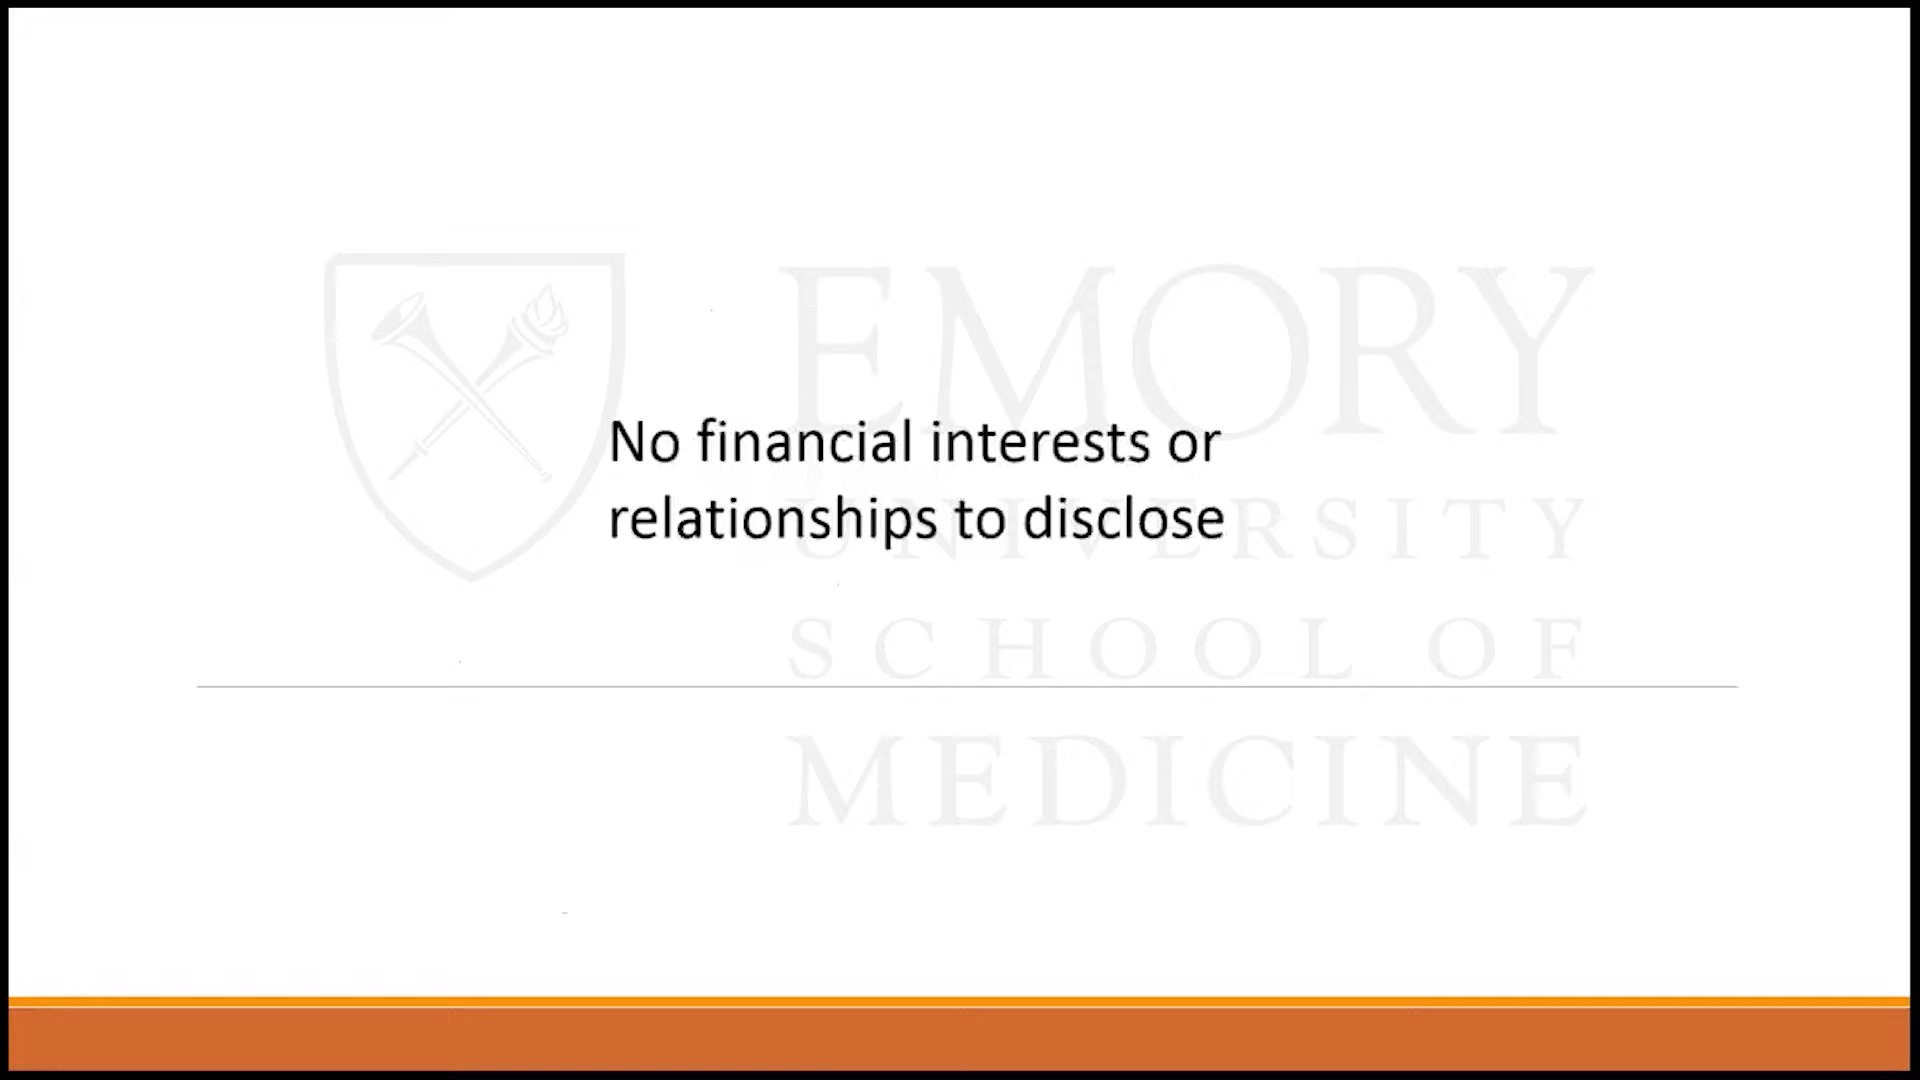 EMORY
No financial interests or
relationships to disclose
UNIVERSITY
SCHOOL OF
MEDICINE